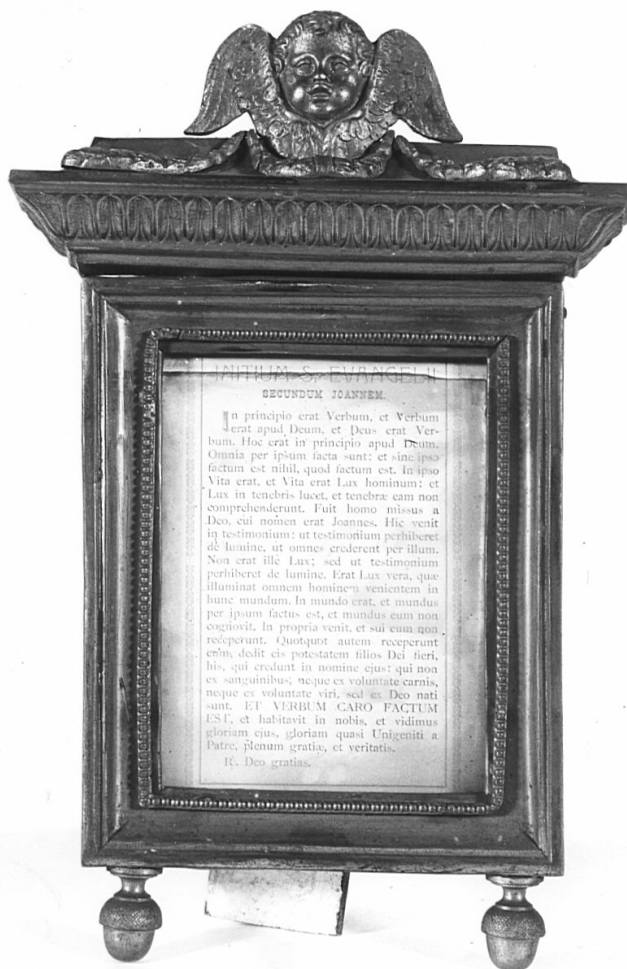 INITIUM S. EVANGELII
SECUNDUM JOANNEM.
In principio erat Verbum, et Verbum
erat apud Deum, et Deus erat Ver-
bum. Hoc erat in principio apud Deum.
Omnia per ipsum facta sunt: et sine ipso
factum est nihil, quod factum est. In ipso
Vita erat, et Vita erat Lux hominum: et
Lux in tenebris lucet, et tenebræ eam non
comprehenderunt. Fuit homo missus a
Deo, cui nomen erat Joannes. Hic venit
in testimonium: ut testimonium perhiberet
de lumine, ut omnes crederent per illum.
Non erat ille Lux; sed ut testimonium
perhiberet de lumine. Erat Lux vera, quæ
illuminat omnem hominem venientem in
hunc mundum. In mundo erat, et mundus
per ipsum factus est, et mundus eum non
cognovit. In propria venit, et sui eum non
receperunt. Quotquot autem receperunt
eum, dedit eis potestatem filios Dei fieri,
his, qui credunt in nomine ejus: qui non
ex sanguinibus; neque ex voluntate carnis,
neque ex voluntate viri, sed ex Deo nati
sunt. ET VERBUM CARO FACTUM
EST, et habitavit in nobis, et vidimus
gloriam ejus, gloriam quasi Unigeniti a
Patre, plenum gratiæ, et veritatis.
R. Deo gratias.